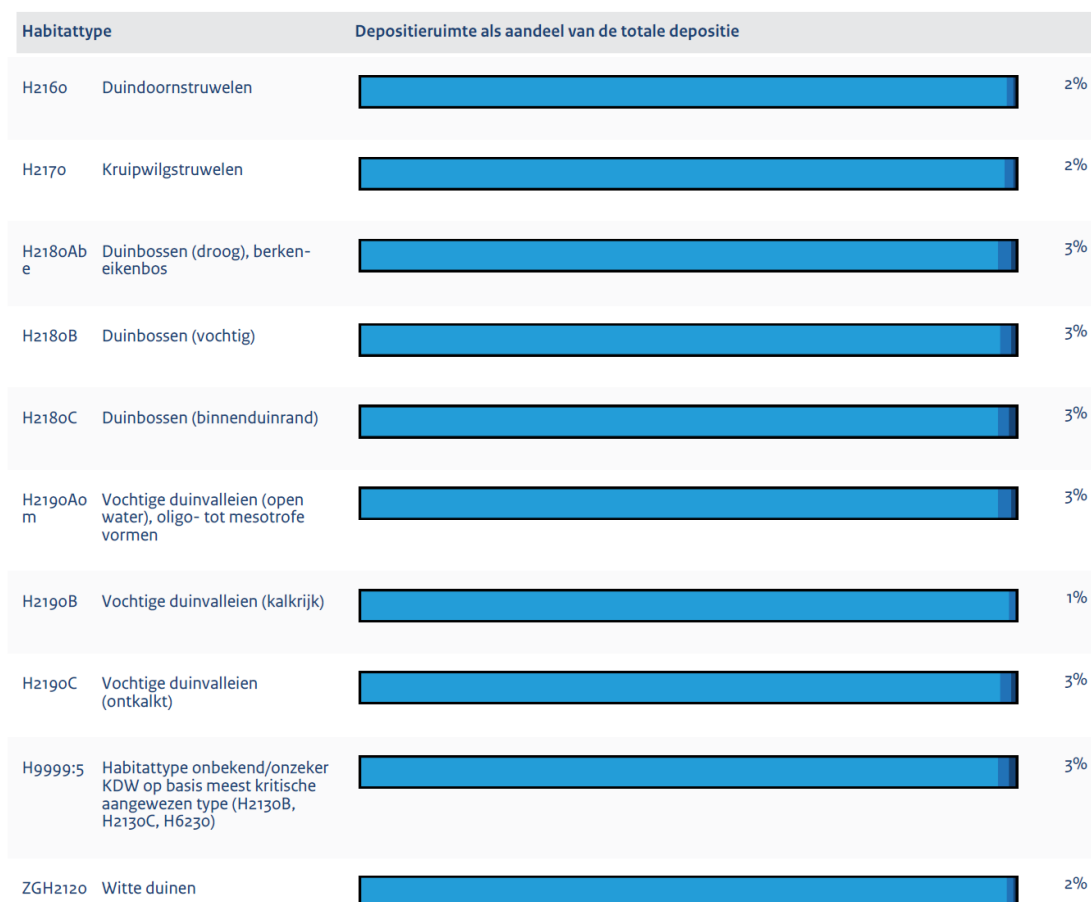 Habitattype Depositieruimte als aandeel van de totale depositie
H2160 Duindoornstruwelen 2%
H2170 Kruipwilgstruwelen 2%
H2180Ab Duinbossen (droog), berken- 3%
e eikenbos
H2180B Duinbossen (vochtig) 3%
H2180C Duinbossen (binnenduinrand) 3%
H2190Ao Vochtige duinvalleien (open 3%
m water), oligo- tot mesotrofe
vormen
H2190B Vochtige duinvalleien (kalkrijk) 1%
H2190C Vochtige duinvalleien 3%
(ontkalkt)
H9999:5 Habitattype onbekend/onzeker 3%
KDW op basis meest kritische
aangewezen type (H2130B,
H2130C, H6230)
ZGH2120 Witte duinen 2%